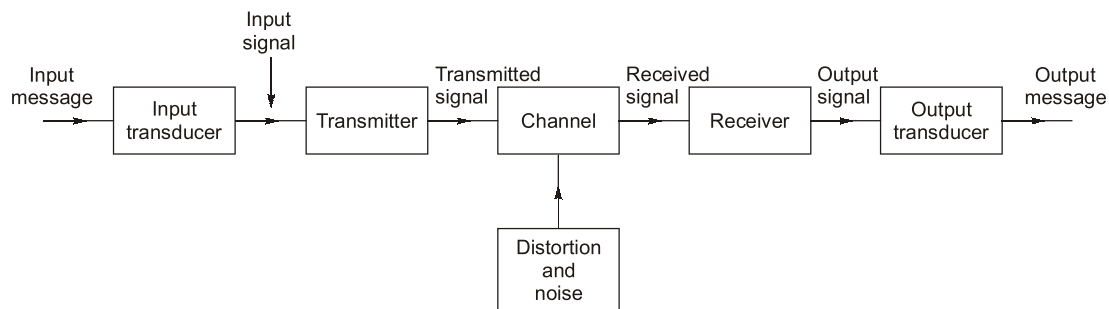 Input
signal
Input
message
Input
transducer
Transmitter
Transmitted
signal
Channel
Received
signal
Receiver
Output
signal
Output
transducer
Output
message
Distortion
and
noise